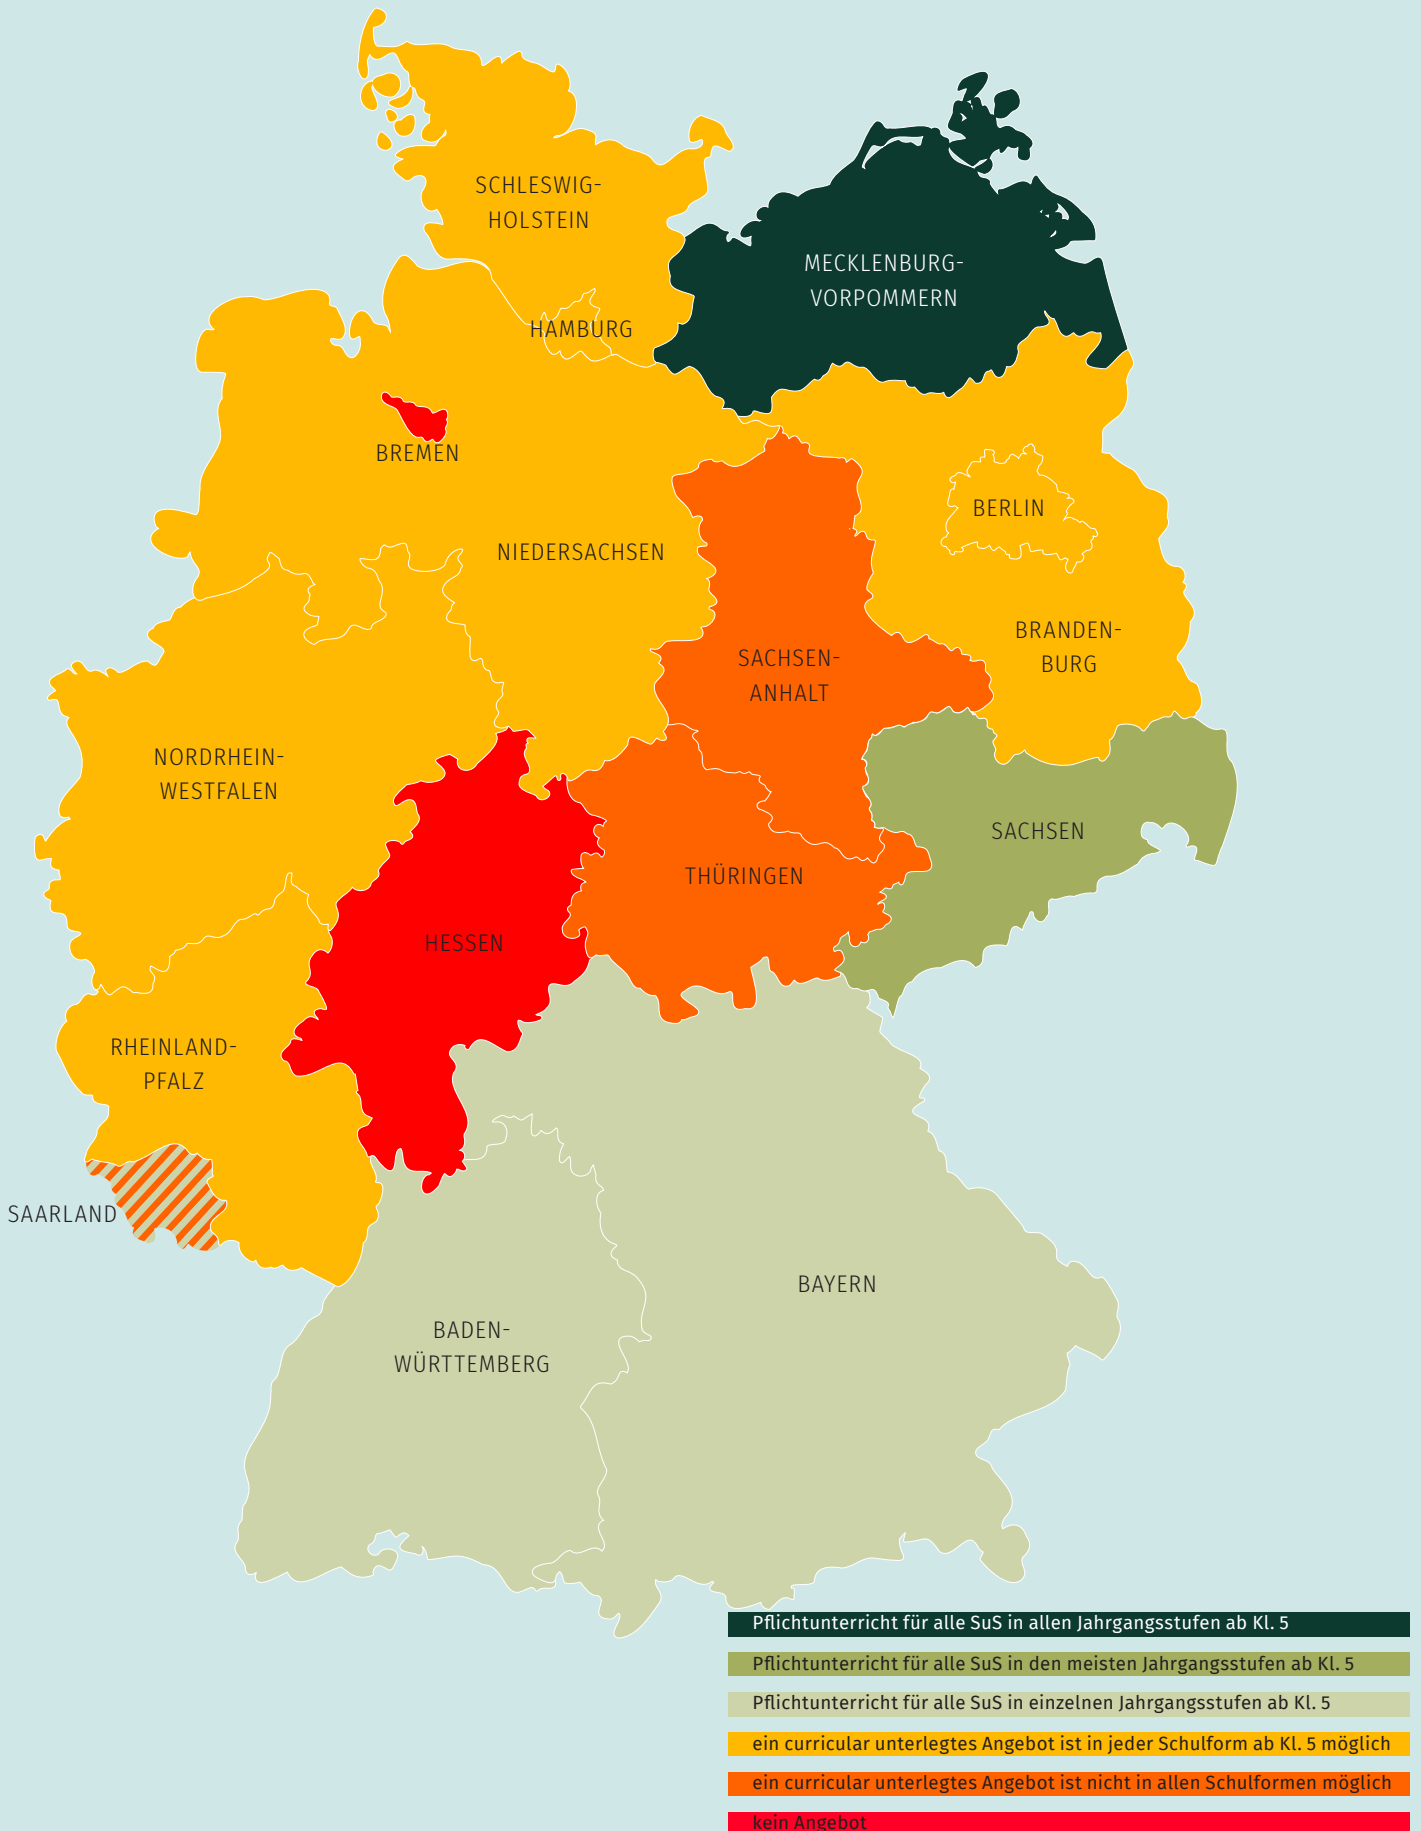 SCHLESWIG-
HOLSTEIN
MECKLENBURG-
VORPOMMERN
HAMBURG
BREMEN
BERLIN
NIEDERSACHSEN
BRANDEN-
BURG
SACHSEN-
ANHALT
NORDRHEIN-
WESTFALEN
SACHSEN
THÜRINGEN
HESSEN
RHEINLAND-
PFALZ
SAARLAND
BAYERN
BADEN-
WÜRTTEMBERG
Pflichtunterricht für alle SuS in allen Jahrgangsstufen ab Kl. 5
Pflichtunterricht für alle SuS in den meisten Jahrgangsstufen ab Kl. 5
Pflichtunterricht für alle SuS in einzelnen Jahrgangsstufen ab Kl. 5
ein curricular unterlegtes Angebot ist in jeder Schulform ab Kl. 5 möglich
ein curricular unterlegtes Angebot ist nicht in allen Schulformen möglich
kein Angebot